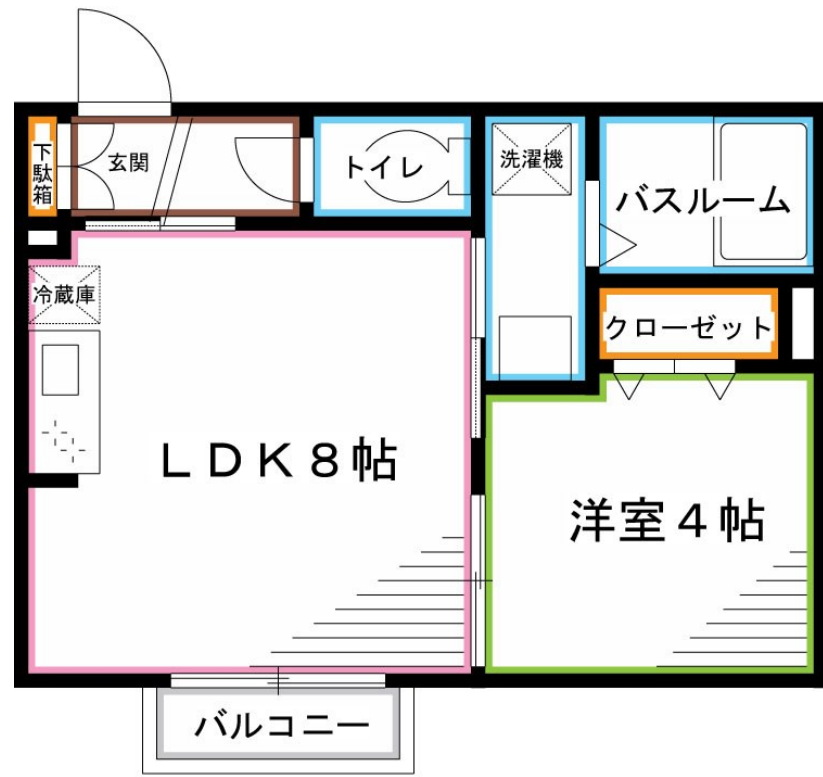 下駄箱
玄関
トイレ
洗濯機
バスルーム
冷蔵庫
クローゼット
ＬＤＫ８帖
洋室４帖
バルコニー